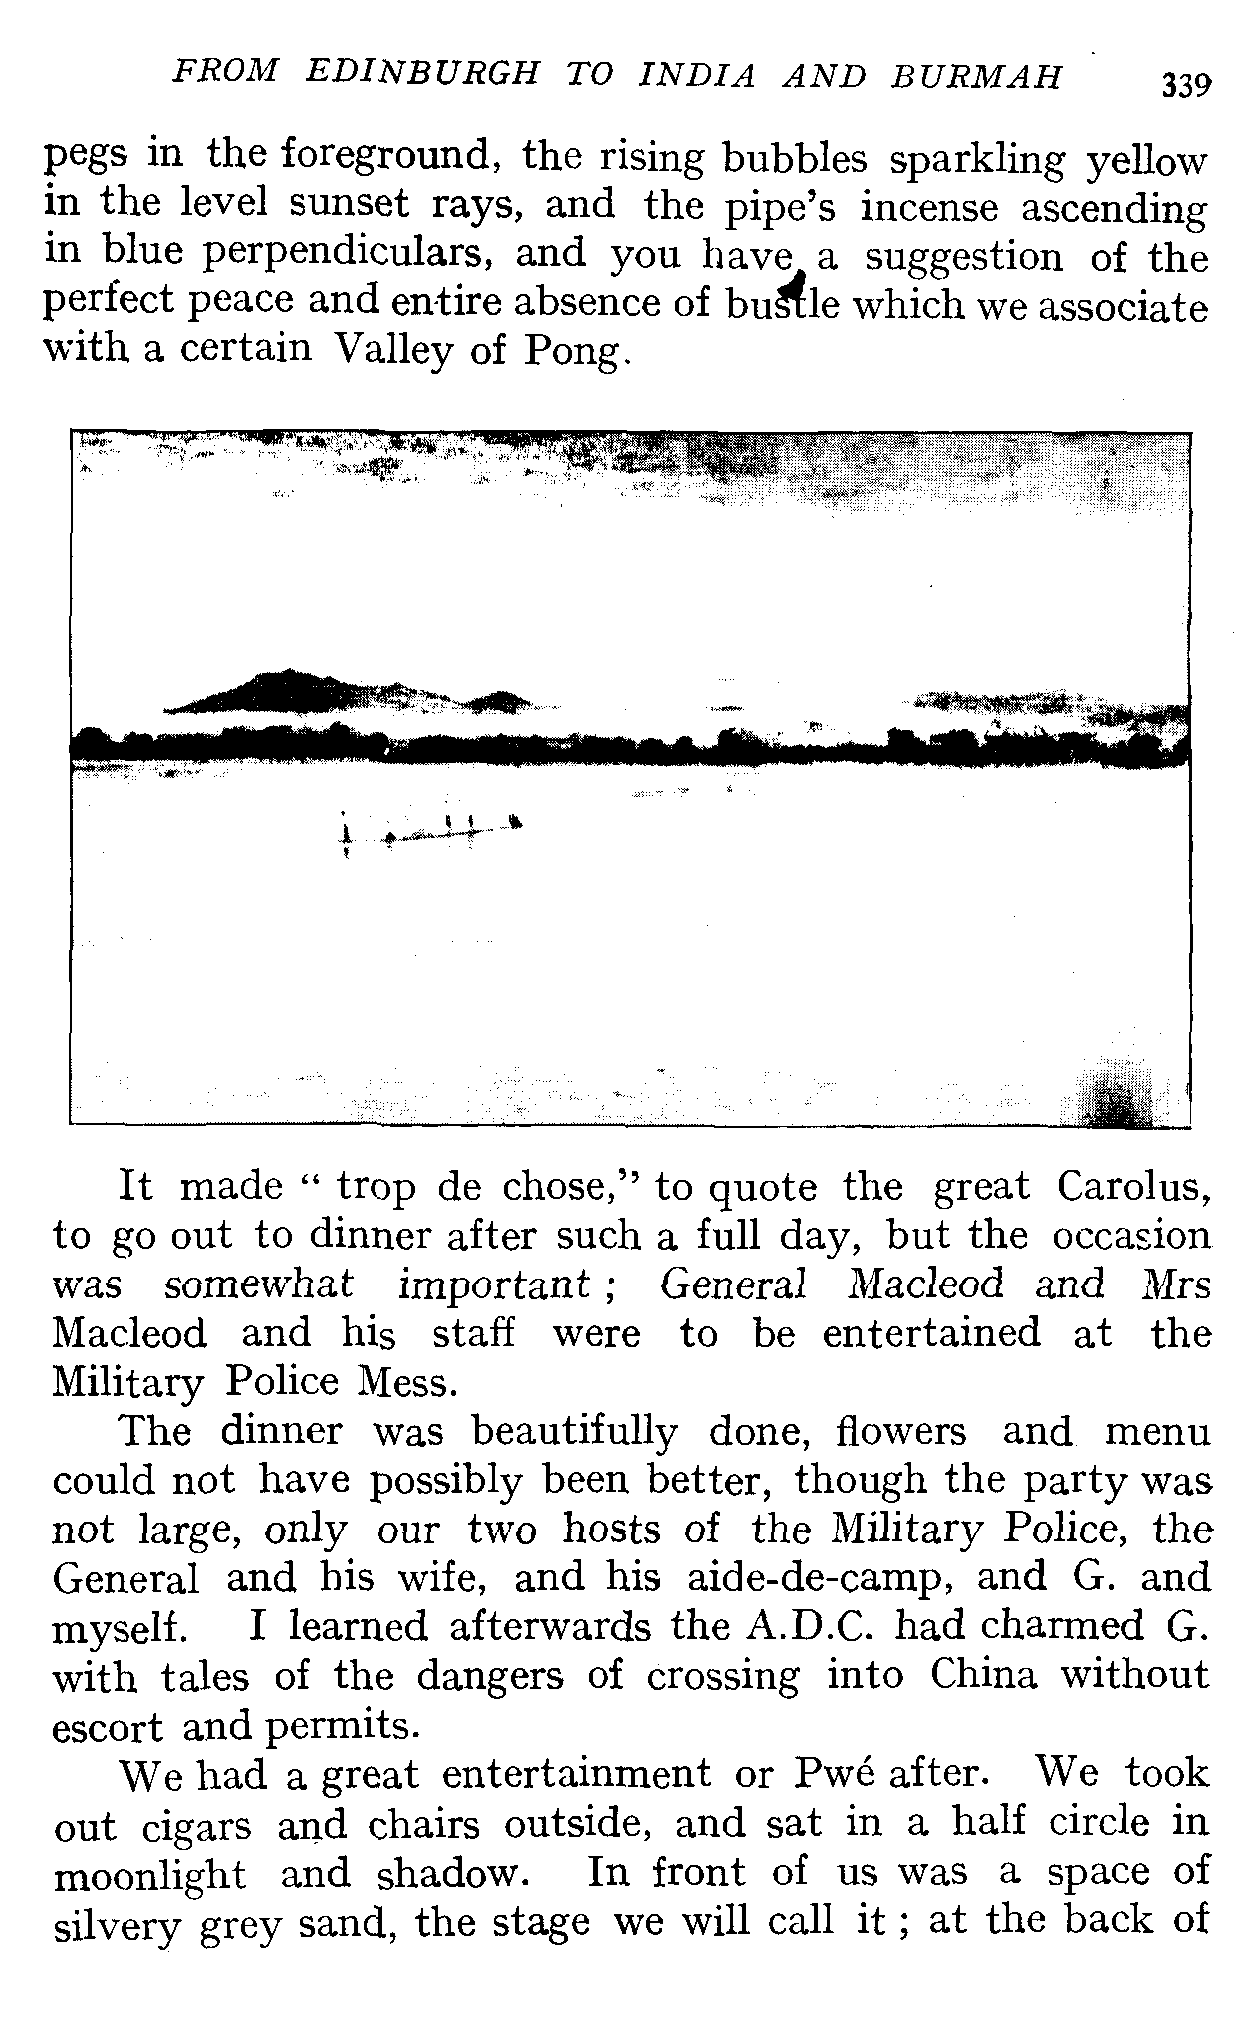 FROM EDINBURGH TO INDIA AND BURMAH 339
pegs in the foreground, the rising bubbles sparkling yellow
in the level sunset rays, and the pipe's incense ascending
in blue perpendiculars, and you have a suggestion of the
perfect peace and entire absence of bustle which we associate
with a certain Valley of Pong.
It made “ trop de chose,” to quote the great Carolus,
to go out to dinner after such a full day, but the occasion
was somewhat important ; General Macleod and Mrs
Macleod and his staff were to be entertained at the
Military Police Mess.
The dinner was beautifully done, flowers and menu
could not have possibly been better, though the party was
not large, only our two hosts of the Military Police, the
General and his wife, and his aide-de-camp, and G. and
myself. I learned afterwards the A.D.C. had charmed G.
with tales of the dangers of crossing into China without
escort and permits.
We had a great entertainment or Pwé after. We took
out cigars and chairs outside, and sat in a half circle in
moonlight and shadow. In front of us was a space of
silvery grey sand, the stage we will call it ; at the back of